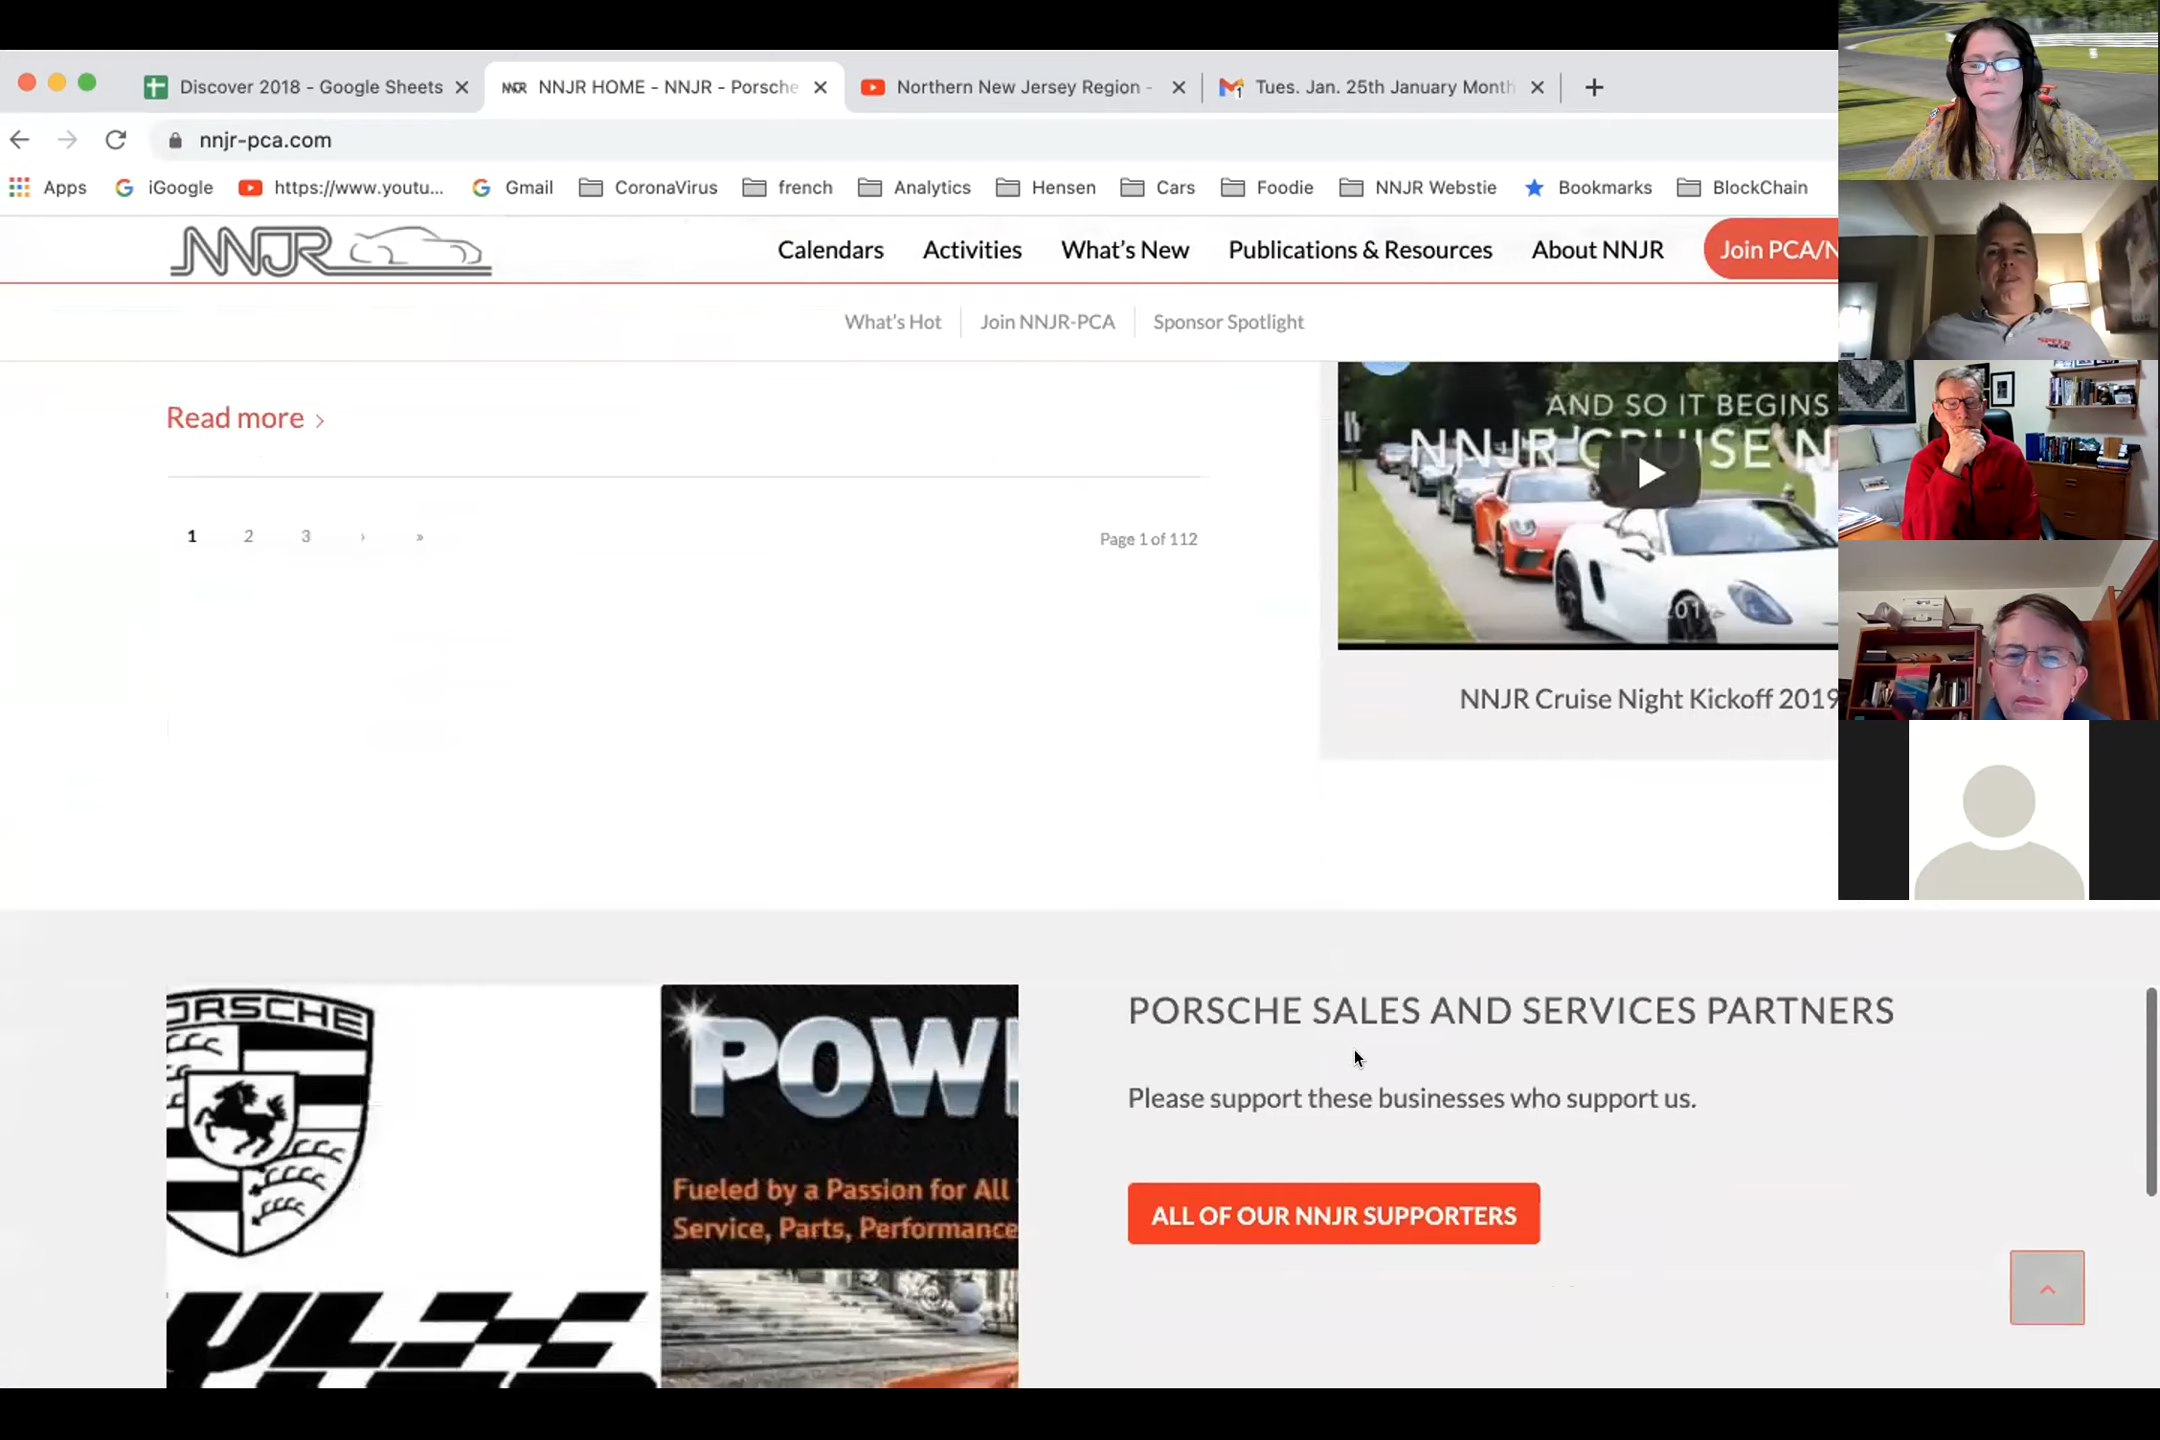 Discover 2018 - Google Sheets
NNJR HOME - NNJR - Porsche
Northern New Jersey Region -
Tues. Jan. 25th January Month
nnjr-pca.com
Apps iGoogle https://www.youtu... Gmail CoronaVirus french Analytics Hensen Cars Foodie NNJR Webstie Bookmarks BlockChain
NNJR
Calendars Activities What's New Publications & Resources About NNJR Join PCA/N
What's Hot Join NNJR-PCA Sponsor Spotlight
Read more ›
1 2 3 › »
Page 1 of 112
AND SO IT BEGINS
NNJR CRUISE N
2019
NNJR Cruise Night Kickoff 2019
PORSCHE SALES AND SERVICES PARTNERS
Please support these businesses who support us.
ALL OF OUR NNJR SUPPORTERS
ORSCHE
POW
Fueled by a Passion for All
Service, Parts, Performance